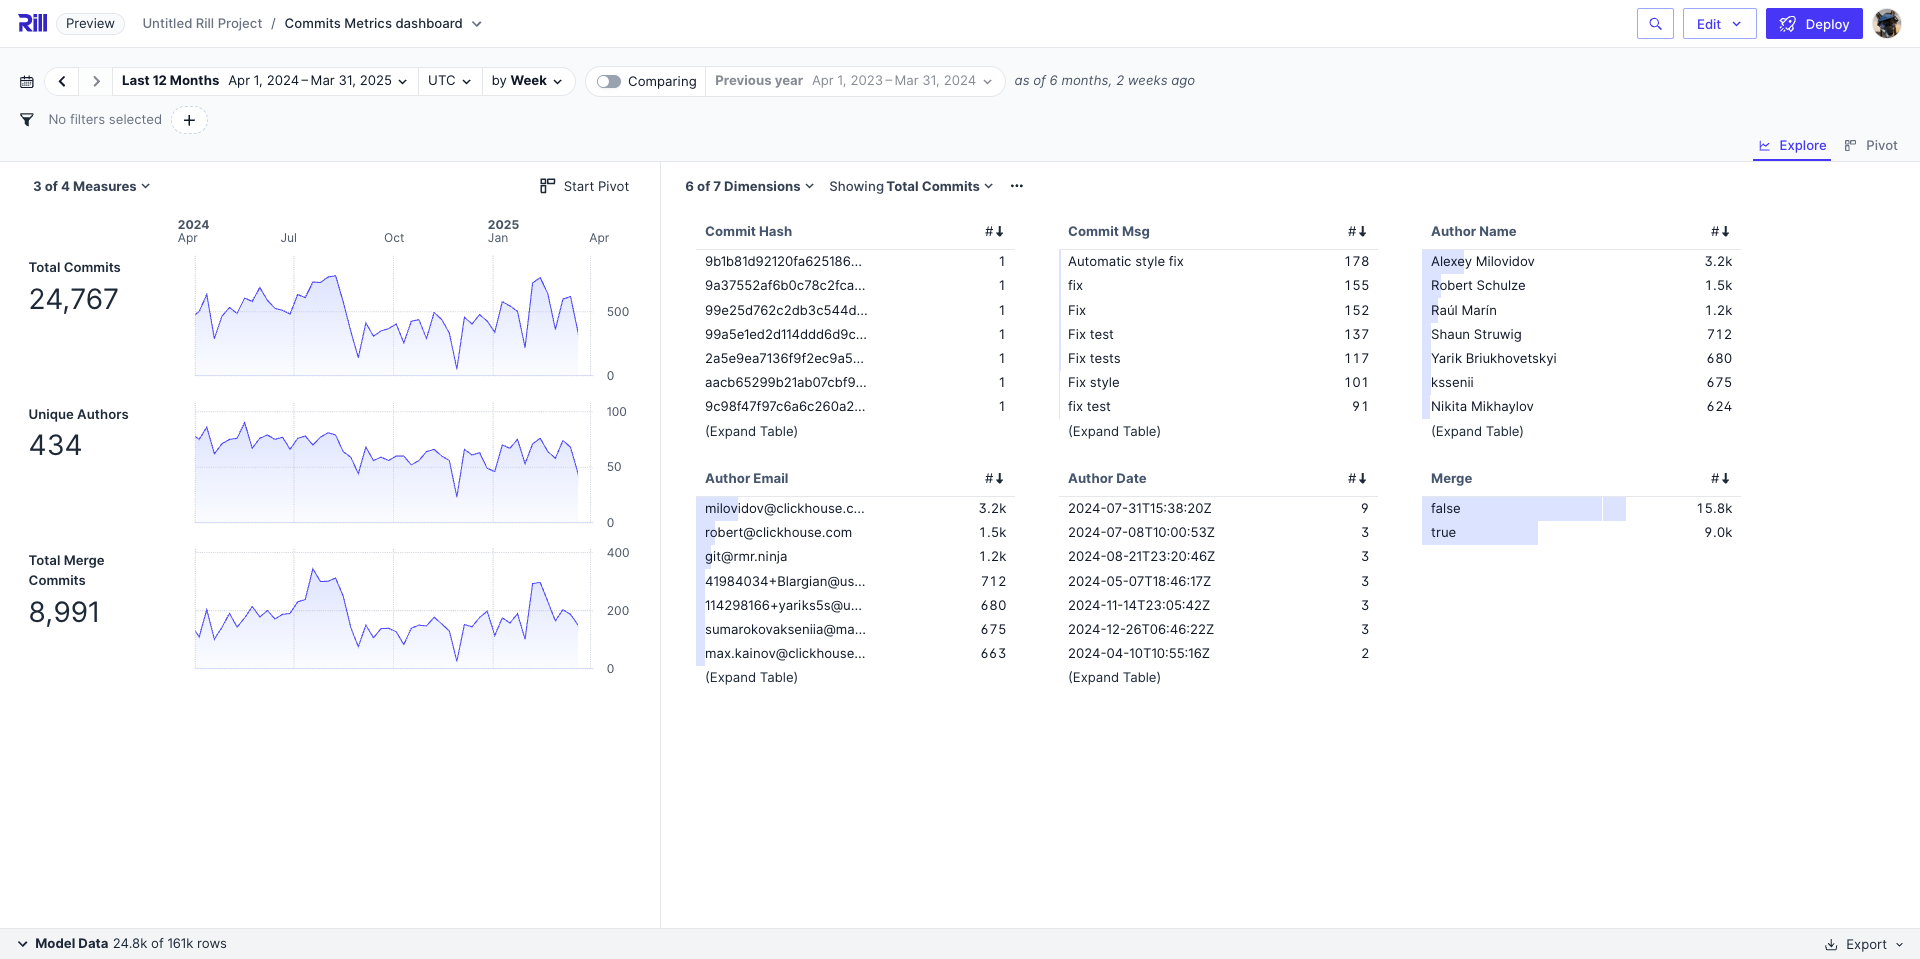 Rill Preview Untitled Rill Project / Commits Metrics dashboard Edit Deploy
Last 12 Months Apr 1, 2024 – Mar 31, 2025 UTC by Week Comparing Previous year Apr 1, 2023 – Mar 31, 2024 as of 6 months, 2 weeks ago
No filters selected +
Explore Pivot
3 of 4 Measures Start Pivot
2024 2025
Apr Jul Oct Jan Apr
Total Commits
24,767
500
0
Unique Authors
434
100
50
0
Total Merge
Commits
8,991
400
200
0
6 of 7 Dimensions Showing Total Commits ...
Commit Hash #
9b1b81d92120fa625186... 1
9a37552af6b0c78c2fca... 1
99e25d762c2db3c544d... 1
99a5e1ed2d114ddd6d9c... 1
2a5e9ea7136f9f2ec9a5... 1
aacb65299b21ab07cbf9... 1
9c98f47f97c6a6c260a2... 1
(Expand Table)
Commit Msg #
Automatic style fix 178
fix 155
Fix 152
Fix test 137
Fix tests 117
Fix style 101
fix test 91
(Expand Table)
Author Name #
Alexey Milovidov 3.2k
Robert Schulze 1.5k
Raúl Marín 1.2k
Shaun Struwig 712
Yarik Briukhovetskyi 680
kssenii 675
Nikita Mikhaylov 624
(Expand Table)
Author Email #
milovidov@clickhouse.c... 3.2k
robert@clickhouse.com 1.5k
git@rmr.ninja 1.2k
41984034+Blargian@us... 712
114298166+yariks5s@u... 680
sumarokovakseniia@ma... 675
max.kainov@clickhouse... 663
(Expand Table)
Author Date #
2024-07-31T15:38:20Z 9
2024-07-08T10:00:53Z 3
2024-08-21T23:20:46Z 3
2024-05-07T18:46:17Z 3
2024-11-14T23:05:42Z 3
2024-12-26T06:46:22Z 3
2024-04-10T10:55:16Z 2
(Expand Table)
Merge #
false 15.8k
true 9.0k
Model Data 24.8k of 161k rows Export